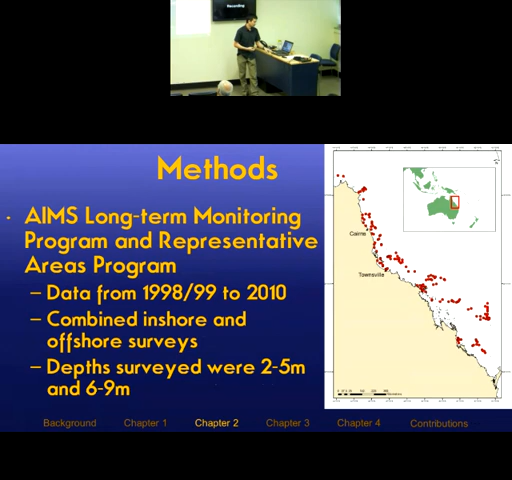 Recording
Methods
· AIMS Long-term Monitoring
Program and Representative
Areas Program
– Data from 1998/99 to 2010
– Combined inshore and
offshore surveys
– Depths surveyed were 2-5m
and 6-9m
Cairns
Townsville
Background Chapter 1 Chapter 2 Chapter 3 Chapter 4 Contributions